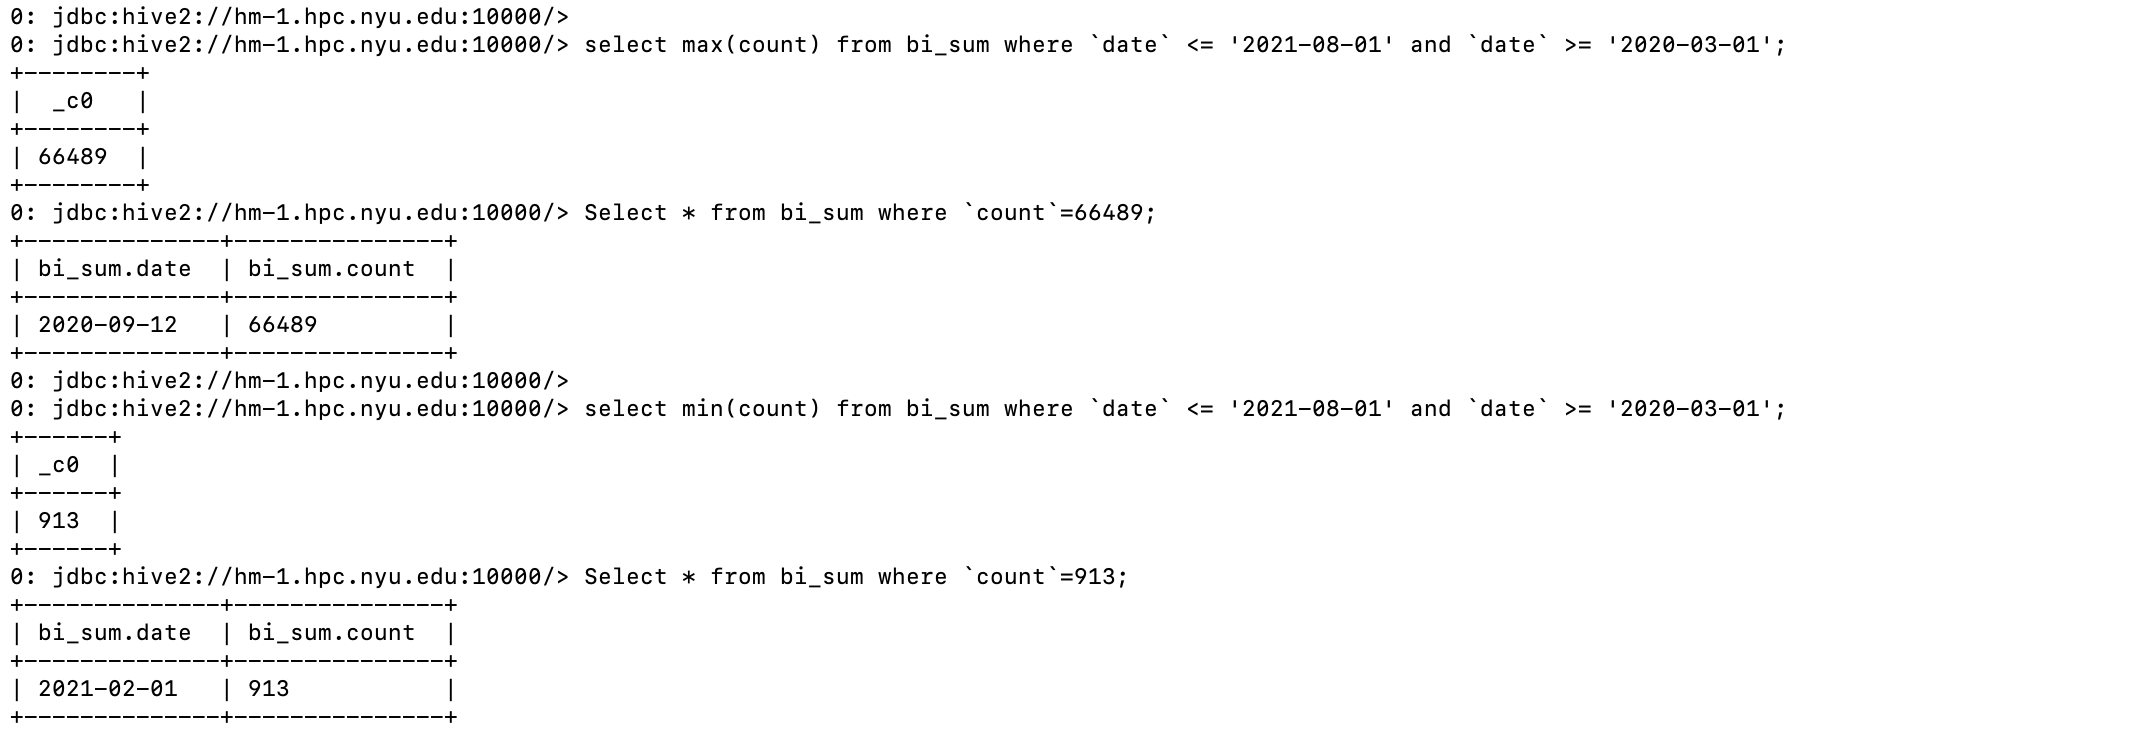 0: jdbc:hive2://hm-1.hpc.nyu.edu:10000/>
0: jdbc:hive2://hm-1.hpc.nyu.edu:10000/> select max(count) from bi_sum where `date` <= '2021-08-01' and `date` >= '2020-03-01';
+--------+
|  _c0   |
+--------+
| 66489  |
+--------+
0: jdbc:hive2://hm-1.hpc.nyu.edu:10000/> Select * from bi_sum where `count`=66489;
+--------------+---------------+
| bi_sum.date  | bi_sum.count  |
+--------------+---------------+
| 2020-09-12   | 66489         |
+--------------+---------------+
0: jdbc:hive2://hm-1.hpc.nyu.edu:10000/>
0: jdbc:hive2://hm-1.hpc.nyu.edu:10000/> select min(count) from bi_sum where `date` <= '2021-08-01' and `date` >= '2020-03-01';
+------+
| _c0  |
+------+
| 913  |
+------+
0: jdbc:hive2://hm-1.hpc.nyu.edu:10000/> Select * from bi_sum where `count`=913;
+--------------+---------------+
| bi_sum.date  | bi_sum.count  |
+--------------+---------------+
| 2021-02-01   | 913           |
+--------------+---------------+